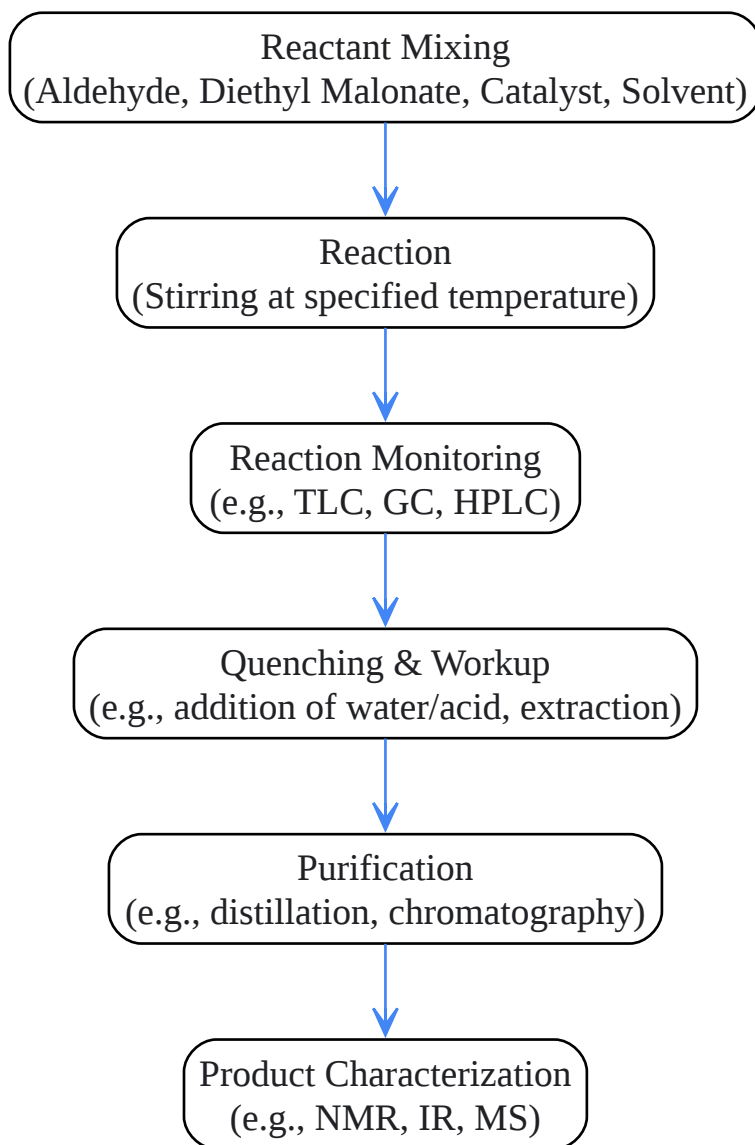 Reactant Mixing
(Aldehyde, Diethyl Malonate, Catalyst, Solvent)
Reaction
(Stirring at specified temperature)
Reaction Monitoring
(e.g., TLC, GC, HPLC)
Quenching & Workup
(e.g., addition of water/acid, extraction)
Purification
(e.g., distillation, chromatography)
Product Characterization
(e.g., NMR, IR, MS)